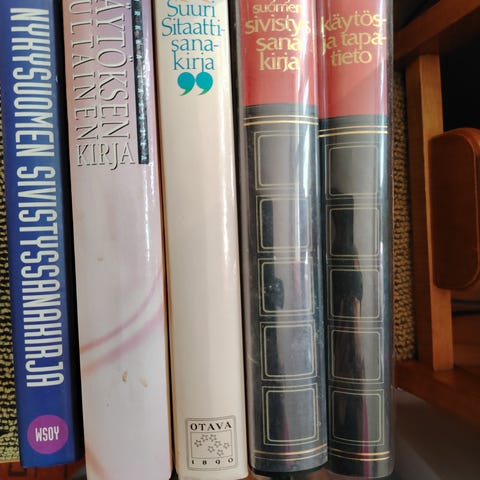 NYKYSUOMEN SIVISTYSSANAKIRJA
WSOY
KÄYTÖKSEN
KULTAINEN
KIRJA
Suuri
Sitaatti-
sana-
kirja
OTAVA
1890
suomen
sivistys
sana
kirja
käytös-
ja tapa-
tieto